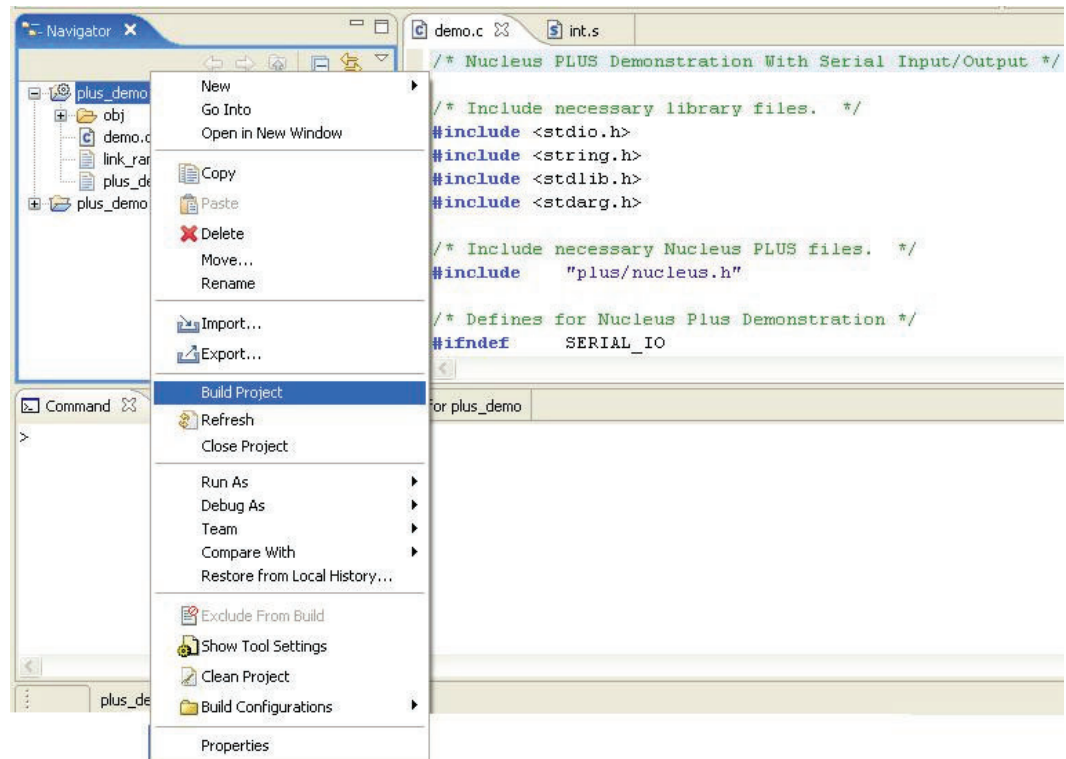 Navigator
demo.c
int.s
plus_demo
obj
demo.c
link_ran
plus_de
plus_demo
New
Go Into
Open in New Window
Copy
Paste
Delete
Move...
Rename
Import...
Export...
Build Project
Refresh
Close Project
Run As
Debug As
Team
Compare With
Restore from Local History...
Exclude From Build
Show Tool Settings
Clean Project
Build Configurations
Properties
/* Nucleus PLUS Demonstration With Serial Input/Output */
/* Include necessary library files. */
#include <stdio.h>
#include <string.h>
#include <stdlib.h>
#include <stdarg.h>
/* Include necessary Nucleus PLUS files. */
#include "plus/nucleus.h"
/* Defines for Nucleus Plus Demonstration */
#ifndef SERIAL_IO
Command
for plus_demo
>
plus_de